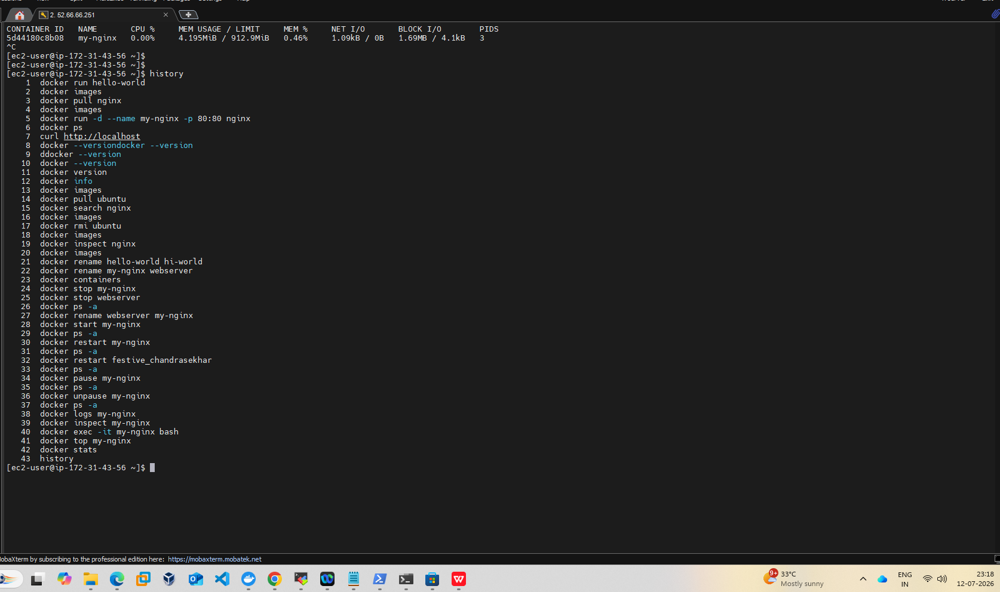 2. 52.66.66.251
CONTAINER ID   NAME       CPU %     MEM USAGE / LIMIT     MEM %     NET I/O       BLOCK I/O        PIDS
5d44180c8b08   my-nginx   0.00%     4.195MiB / 912.9MiB   0.46%     1.09kB / 0B   1.69MB / 4.1kB   3
^C
[ec2-user@ip-172-31-43-56 ~]$
[ec2-user@ip-172-31-43-56 ~]$
[ec2-user@ip-172-31-43-56 ~]$ history
    1  docker run hello-world
    2  docker images
    3  docker pull nginx
    4  docker images
    5  docker run -d --name my-nginx -p 80:80 nginx
    6  docker ps
    7  curl http://localhost
    8  docker --versiondocker --version
    9  ddocker --version
   10  docker --version
   11  docker version
   12  docker info
   13  docker images
   14  docker pull ubuntu
   15  docker search nginx
   16  docker images
   17  docker rmi ubuntu
   18  docker images
   19  docker inspect nginx
   20  docker images
   21  docker rename hello-world hi-world
   22  docker rename my-nginx webserver
   23  docker containers
   24  docker stop my-nginx
   25  docker stop webserver
   26  docker ps -a
   27  docker rename webserver my-nginx
   28  docker start my-nginx
   29  docker ps -a
   30  docker restart my-nginx
   31  docker ps -a
   32  docker restart festive_chandrasekhar
   33  docker ps -a
   34  docker pause my-nginx
   35  docker ps -a
   36  docker unpause my-nginx
   37  docker ps -a
   38  docker logs my-nginx
   39  docker inspect my-nginx
   40  docker exec -it my-nginx bash
   41  docker top my-nginx
   42  docker stats
   43  history
[ec2-user@ip-172-31-43-56 ~]$
obaXterm by subscribing to the professional edition here: https://mobaxterm.mobatek.net
9+
33°C
Mostly sunny
ENG
IN
23:18
12-07-2026